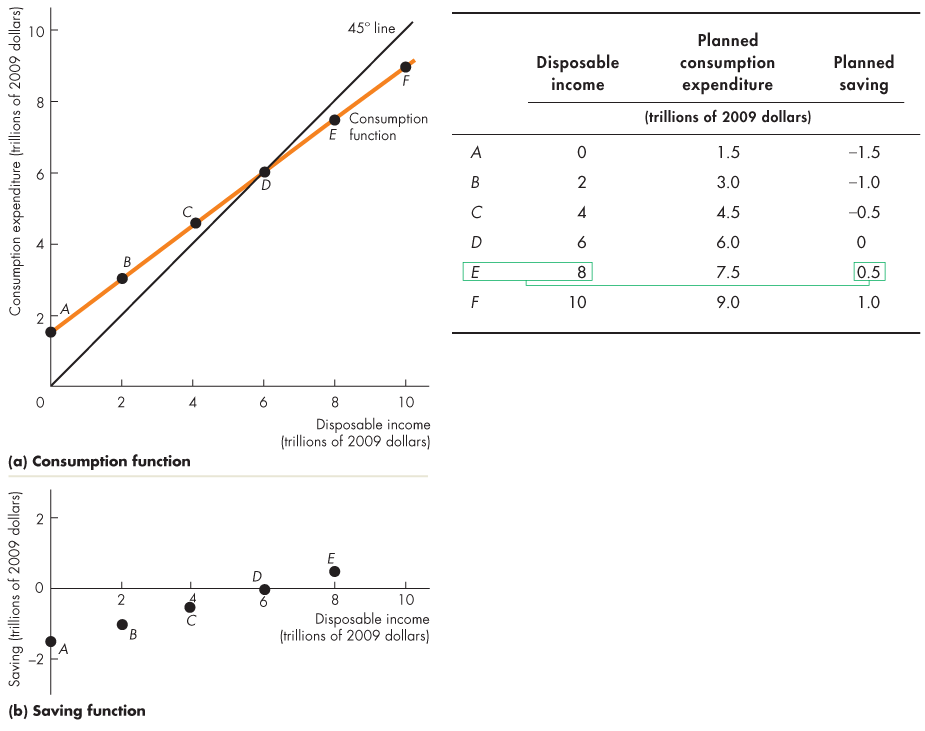 Consumption expenditure (trillions of 2009 dollars)
10
8
6
4
2
0
2
4
6
8
10
45° line
Consumption
function
A
B
C
D
E
F
Disposable income
(trillions of 2009 dollars)
(a) Consumption function
Saving (trillions of 2009 dollars)
2
0
–2
2
4
6
8
10
A
B
C
D
E
Disposable income
(trillions of 2009 dollars)
(b) Saving function
Disposable income Planned consumption expenditure Planned saving
(trillions of 2009 dollars)
A 0 1.5 –1.5
B 2 3.0 –1.0
C 4 4.5 –0.5
D 6 6.0 0
E 8 7.5 0.5
F 10 9.0 1.0